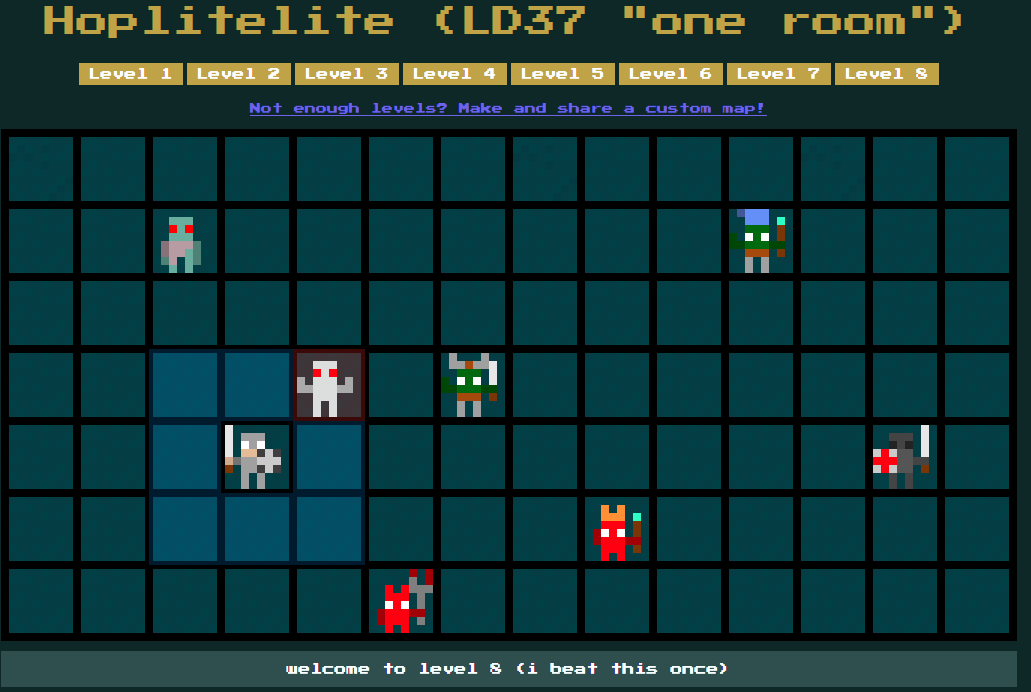 Hoplitelite (LD37 "one room")
Level 1 Level 2 Level 3 Level 4 Level 5 Level 6 Level 7 Level 8
Not enough levels? Make and share a custom map!
welcome to level 8 (i beat this once)